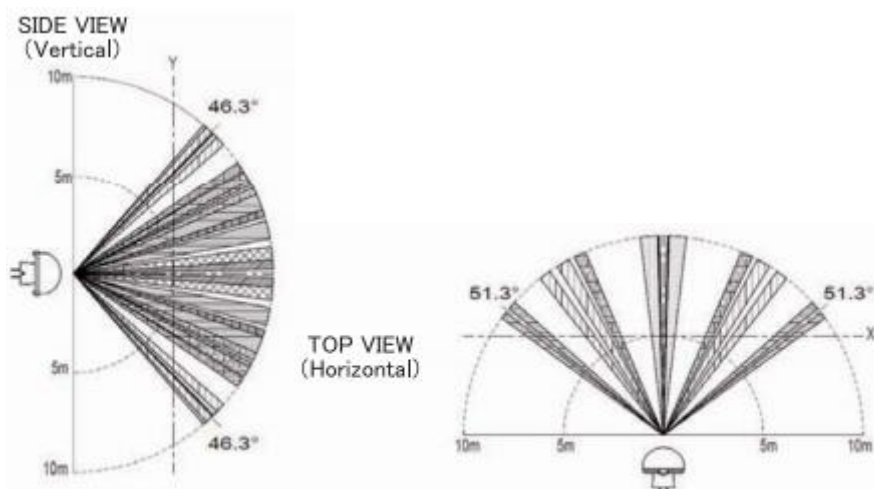 SIDE VIEW
(Vertical)
Y
10m
46.3°
5m
5m
46.3°
10m
TOP VIEW
(Horizontal)
51.3°
51.3°
X
10m
5m
5m
10m